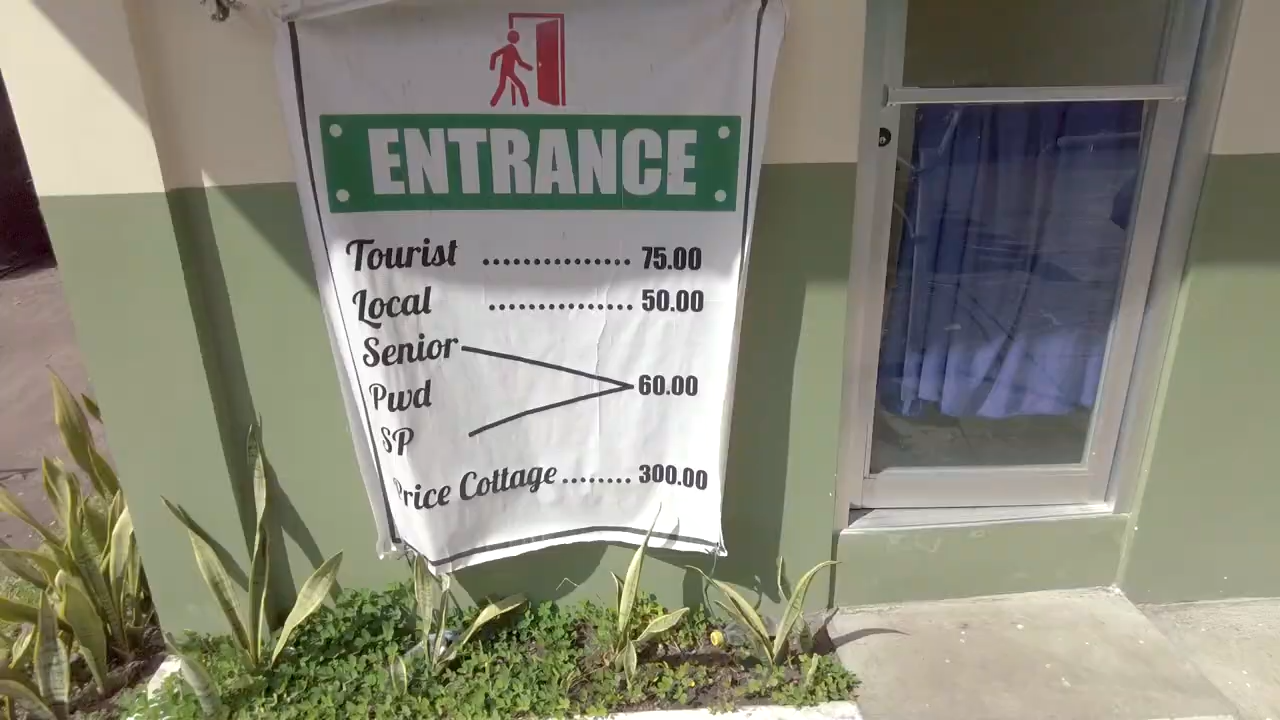 ENTRANCE
Tourist ............... 75.00
Local .............. 50.00
Senior
Pwd 60.00
SP
Price Cottage ........ 300.00